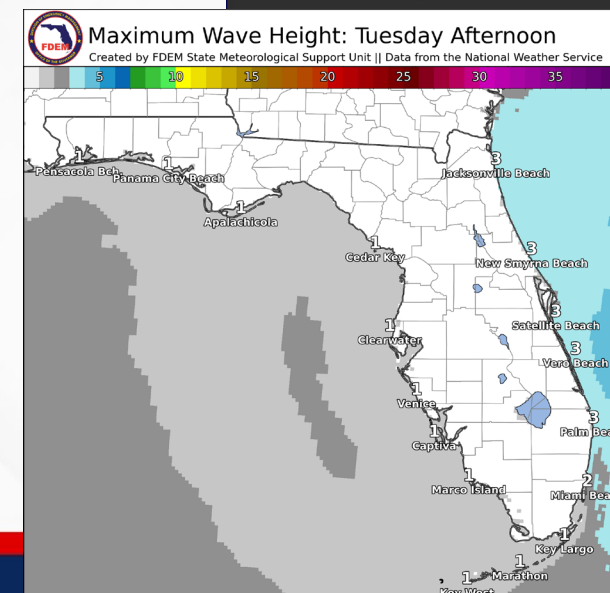 FDEM
Maximum Wave Height: Tuesday Afternoon
Created by FDEM State Meteorological Support Unit || Data from the National Weather Service
5 10 15 20 25 30 35
1
Pensacola Bch
1
Panama City Beach
1
Apalachicola
3
Jacksonville Beach
1
Cedar Key
3
New Smyrna Beach
3
Satellite Beach
1
Clearwater
3
Vero Beach
1
Venice
3
Palm Bea
1
Captiva
1
Marco Island
2
Miami Bea
1
Key Largo
1
Marathon
1
Key West